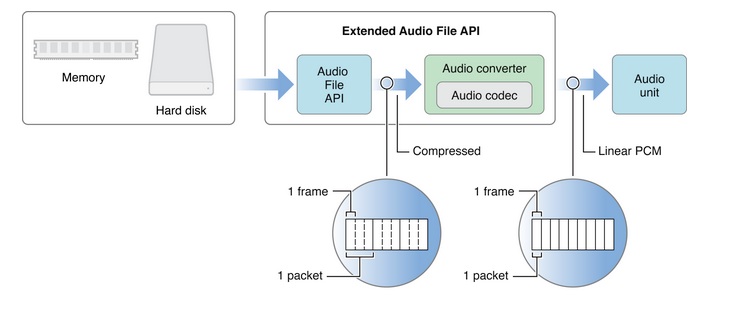 Extended Audio File API
Memory
Hard disk
Audio
File
API
Audio converter
Audio codec
Audio
unit
Compressed
Linear PCM
1 frame
1 packet
1 frame
1 packet